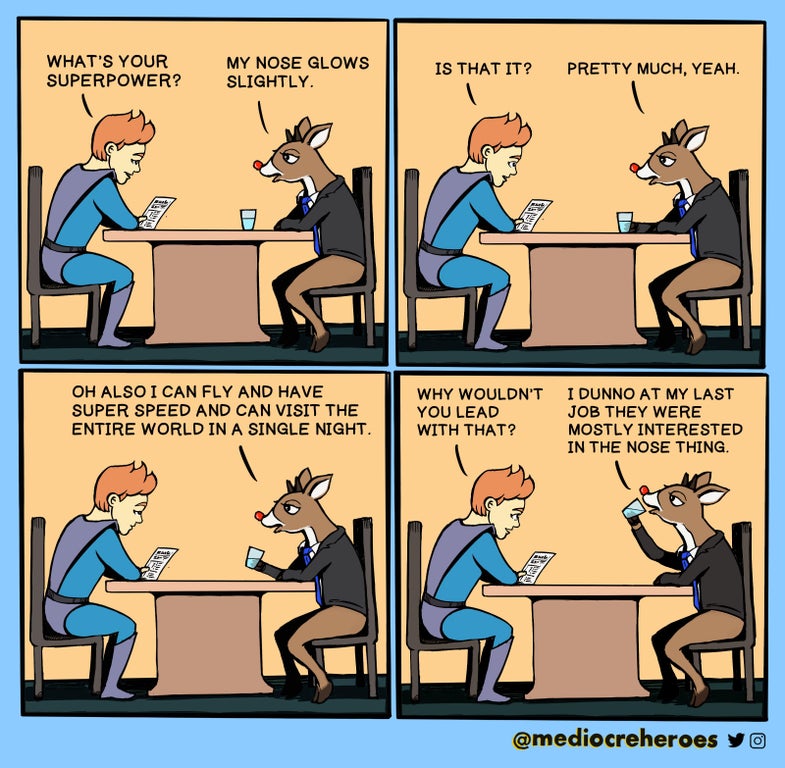 WHAT'S YOUR
SUPERPOWER?
MY NOSE GLOWS
SLIGHTLY.
IS THAT IT?
PRETTY MUCH, YEAH.
OH ALSO I CAN FLY AND HAVE
SUPER SPEED AND CAN VISIT THE
ENTIRE WORLD IN A SINGLE NIGHT.
WHY WOULDN'T
YOU LEAD
WITH THAT?
I DUNNO AT MY LAST
JOB THEY WERE
MOSTLY INTERESTED
IN THE NOSE THING.
@mediocreheroes